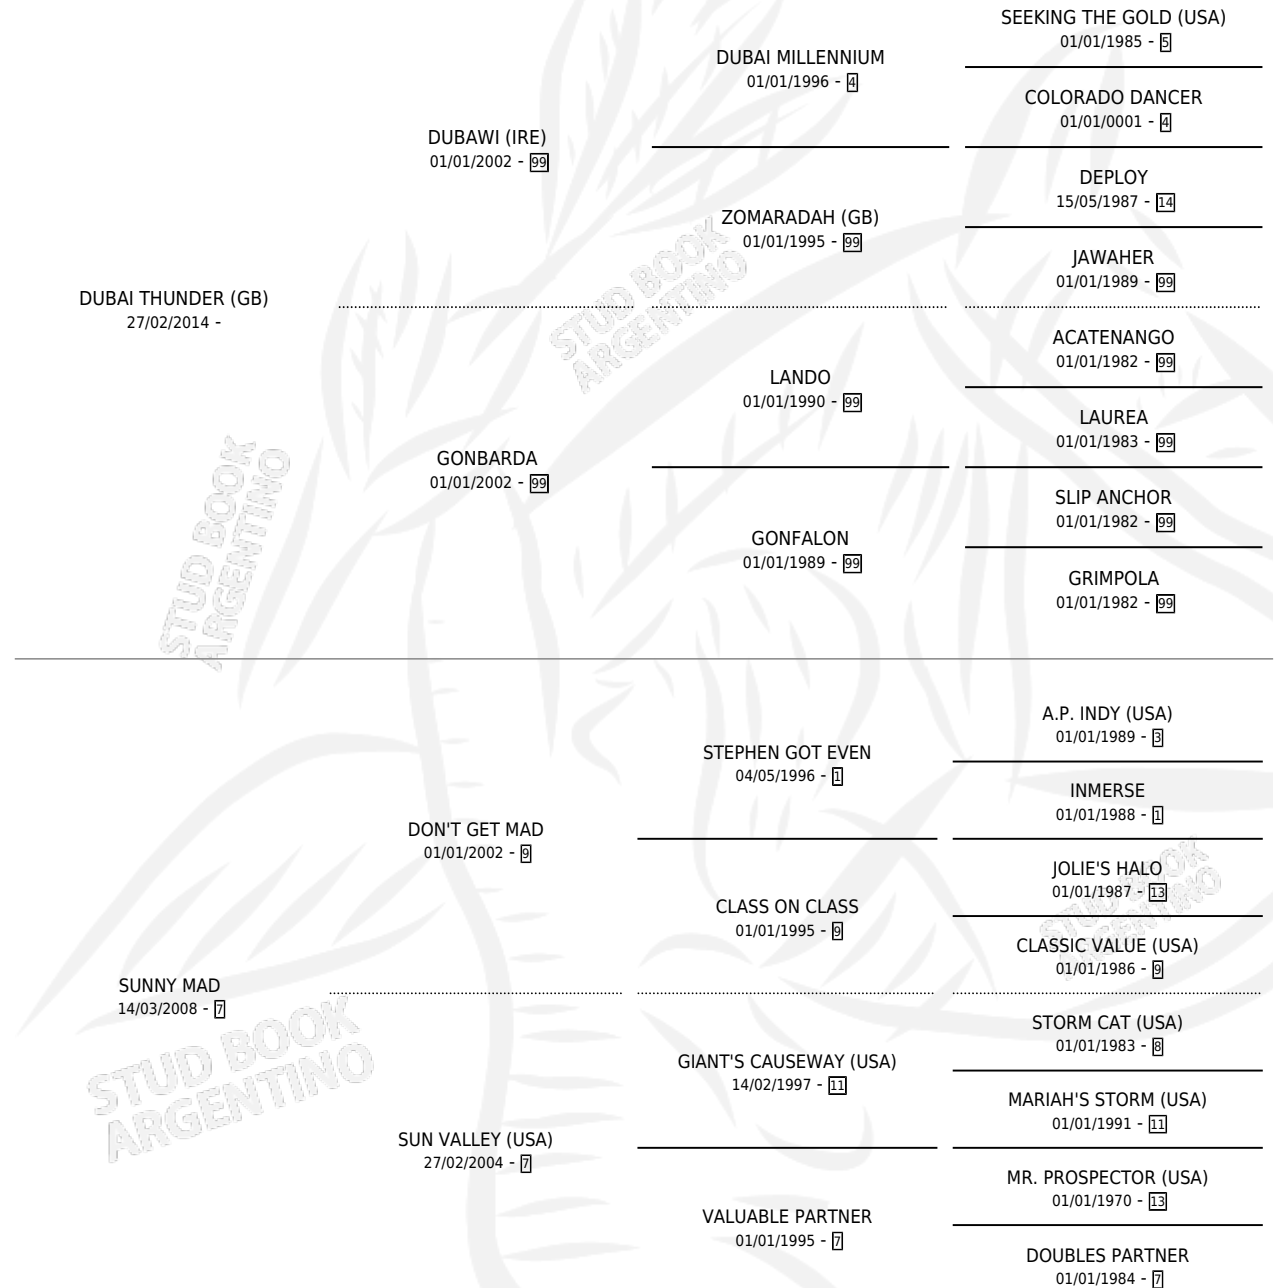 SEEKING THE GOLD (USA)
01/01/1985 - 5
DUBAI MILLENNIUM
01/01/1996 - 4
COLORADO DANCER
01/01/0001 - 4
DUBAWI (IRE)
01/01/2002 - 99
DEPLOY
15/05/1987 - 14
ZOMARADAH (GB)
01/01/1995 - 99
JAWAHER
01/01/1989 - 99
DUBAI THUNDER (GB)
27/02/2014 -
STUD BOOK
ARGENTINO
ACATENANGO
01/01/1982 - 99
LANDO
01/01/1990 - 99
LAUREA
01/01/1983 - 99
GONBARDA
01/01/2002 - 99
STUD BOOK
ARGENTINO
SLIP ANCHOR
01/01/1982 - 99
GONFALON
01/01/1989 - 99
GRIMPOLA
01/01/1982 - 99
A.P. INDY (USA)
01/01/1989 - 3
STEPHEN GOT EVEN
04/05/1996 - 1
INMERSE
01/01/1988 - 1
DON'T GET MAD
01/01/2002 - 9
JOLIE'S HALO
01/01/1987 - 13
STUD BOOK
ARGENTINO
CLASS ON CLASS
01/01/1995 - 9
CLASSIC VALUE (USA)
01/01/1986 - 9
SUNNY MAD
14/03/2008 - 7
STUD BOOK
ARGENTINO
STORM CAT (USA)
01/01/1983 - 8
GIANT'S CAUSEWAY (USA)
14/02/1997 - 11
MARIAH'S STORM (USA)
01/01/1991 - 11
SUN VALLEY (USA)
27/02/2004 - 7
MR. PROSPECTOR (USA)
01/01/1970 - 13
VALUABLE PARTNER
01/01/1995 - 7
DOUBLES PARTNER
01/01/1984 - 7